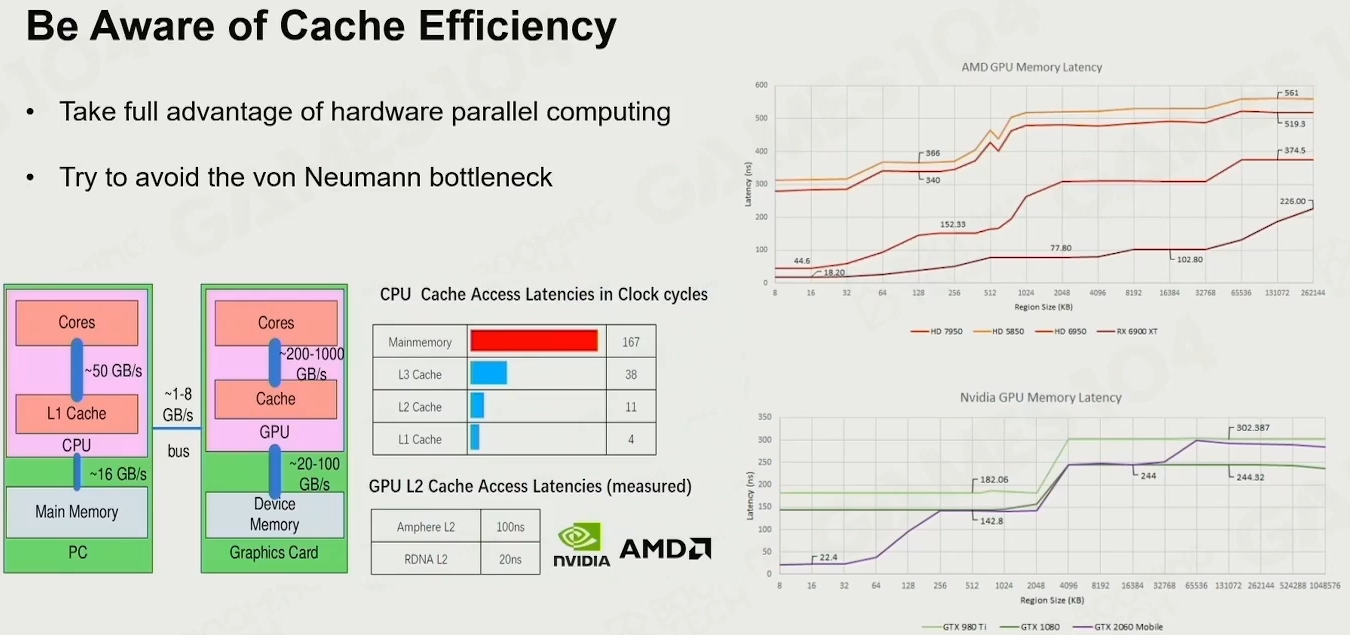 Be Aware of Cache Efficiency
• Take full advantage of hardware parallel computing
• Try to avoid the von Neumann bottleneck
Cores
~50 GB/s
L1 Cache
CPU
~16 GB/s
Main Memory
PC
~1-8
GB/s
bus
Cores
~200-1000
GB/s
Cache
GPU
~20-100
GB/s
Device
Memory
Graphics Card
CPU Cache Access Latencies in Clock cycles
Mainmemory 167
L3 Cache 38
L2 Cache 11
L1 Cache 4
GPU L2 Cache Access Latencies (measured)
Amphere L2 100ns
RDNA L2 20ns
NVIDIA
AMD
AMD GPU Memory Latency
Latency (ns)
600
500
400
300
200
100
0
561
519.3
374.5
366
340
226.00
152.33
77.80
102.80
44.6
18.20
8 16 32 64 128 256 512 1024 2048 4096 8192 16384 32768 65536 131072 262144
Region Size (KB)
HD 7950 HD 5850 HD 6950 RX 6900 XT
Nvidia GPU Memory Latency
Latency (ns)
350
300
250
200
150
100
50
0
302.387
182.06
244
244.32
142.8
22.4
8 16 32 64 128 256 512 1024 2048 4096 8192 16384 32768 65536 131072 262144 524288 1048576
Region Size (KB)
GTX 980 Ti GTX 1080 GTX 2060 Mobile